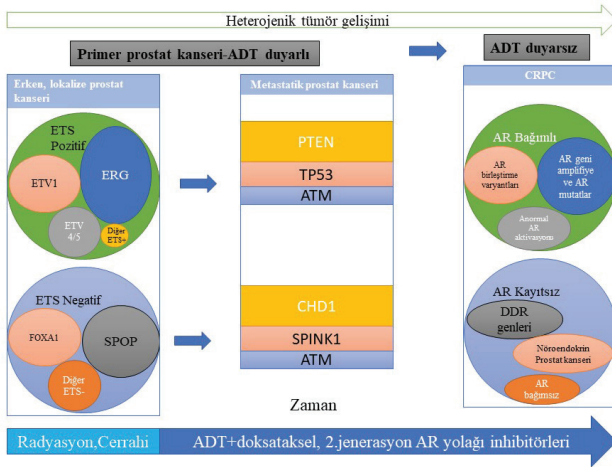 Heterojenik tümör gelişimi
Primer prostat kanseri-ADT duyarlı
ADT duyarsız
Erken, lokalize prostat
kanseri
Metastatik prostat kanseri
CRPC
ETS
Pozitif
ETV1
ERG
ETV
4/5
Diğer
ETS+
PTEN
TP53
ATM
AR Bağımlı
AR
birleştirme
varyantları
AR geni
amplifiye
ve AR
mutatlar
Anormal
AR
aktivasyonu
ETS Negatif
FOXA1
SPOP
Diğer
ETS-
CHD1
SPINK1
ATM
AR Kayıtsız
DDR
genleri
Nöroendokrin
Prostat kanseri
AR
bağımsız
Zaman
Radyasyon,Cerrahi
ADT+doksataksel, 2.jenerasyon AR yolağı inhibitörleri